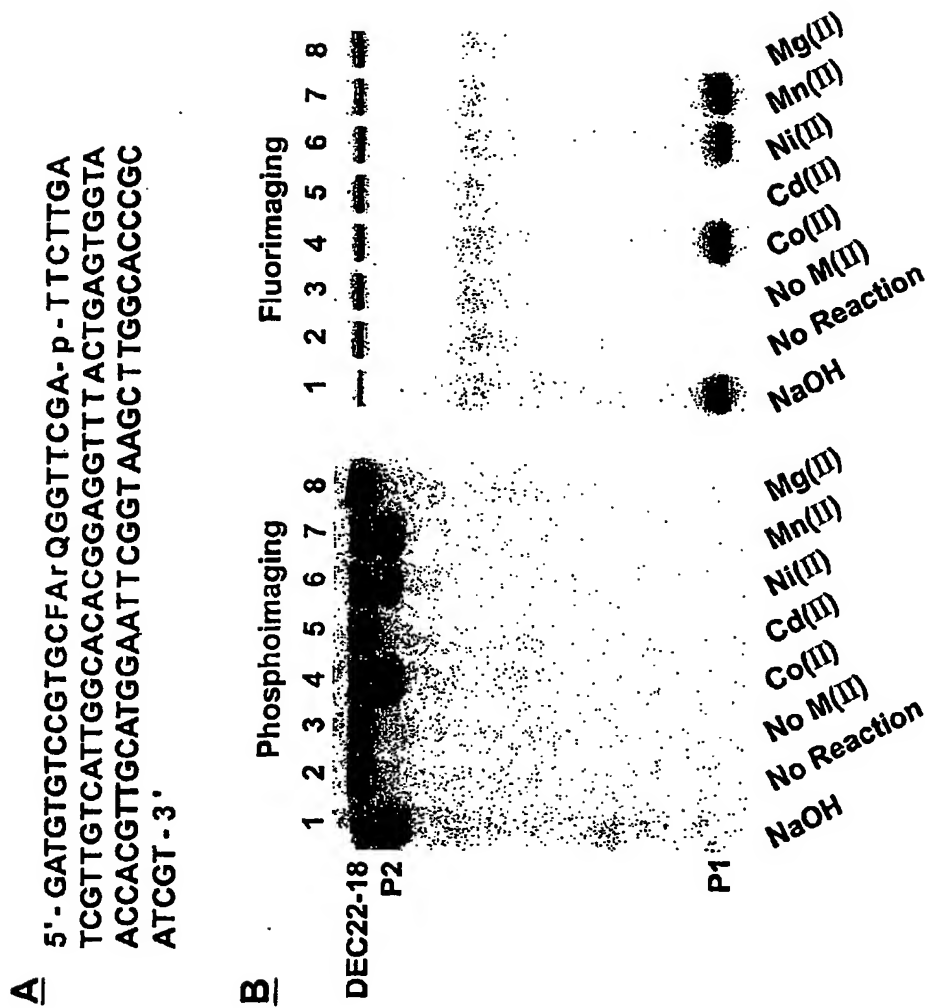 A
5'-GATGTGTCCGTGCFArQGGTTCGA-p-TTCTTGA
TCGTTGTCATTGGCACACGGAGGTTTACTGAGTGGTA
ACCACGTTGCATGGAATTCGGTAAGCTTGGCACCCGC
ATCGT-3'
B
Phosphoimaging
Fluorimaging
1 2 3 4 5 6 7 8
1 2 3 4 5 6 7 8
DEC22-18
P2
P1
NaOH
No Reaction
No M(II)
Co(II)
Cd(II)
Ni(II)
Mn(II)
Mg(II)
NaOH
No Reaction
No M(II)
Co(II)
Cd(II)
Ni(II)
Mn(II)
Mg(II)